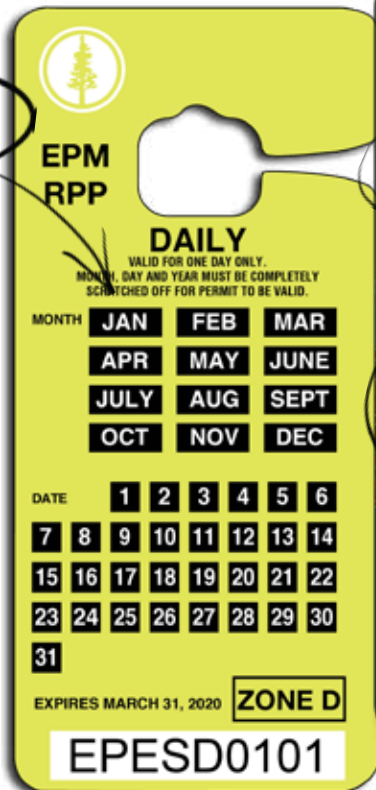 EPM
RPP
DAILY
VALID FOR ONE DAY ONLY.
MONTH, DAY AND YEAR MUST BE COMPLETELY
SCRATCHED OFF FOR PERMIT TO BE VALID.
MONTH JAN FEB MAR
APR MAY JUNE
JULY AUG SEPT
OCT NOV DEC
DATE 1 2 3 4 5 6
7 8 9 10 11 12 13 14
15 16 17 18 19 20 21 22
23 24 25 26 27 28 29 30
31
EXPIRES MARCH 31, 2020 ZONE D
EPESD0101